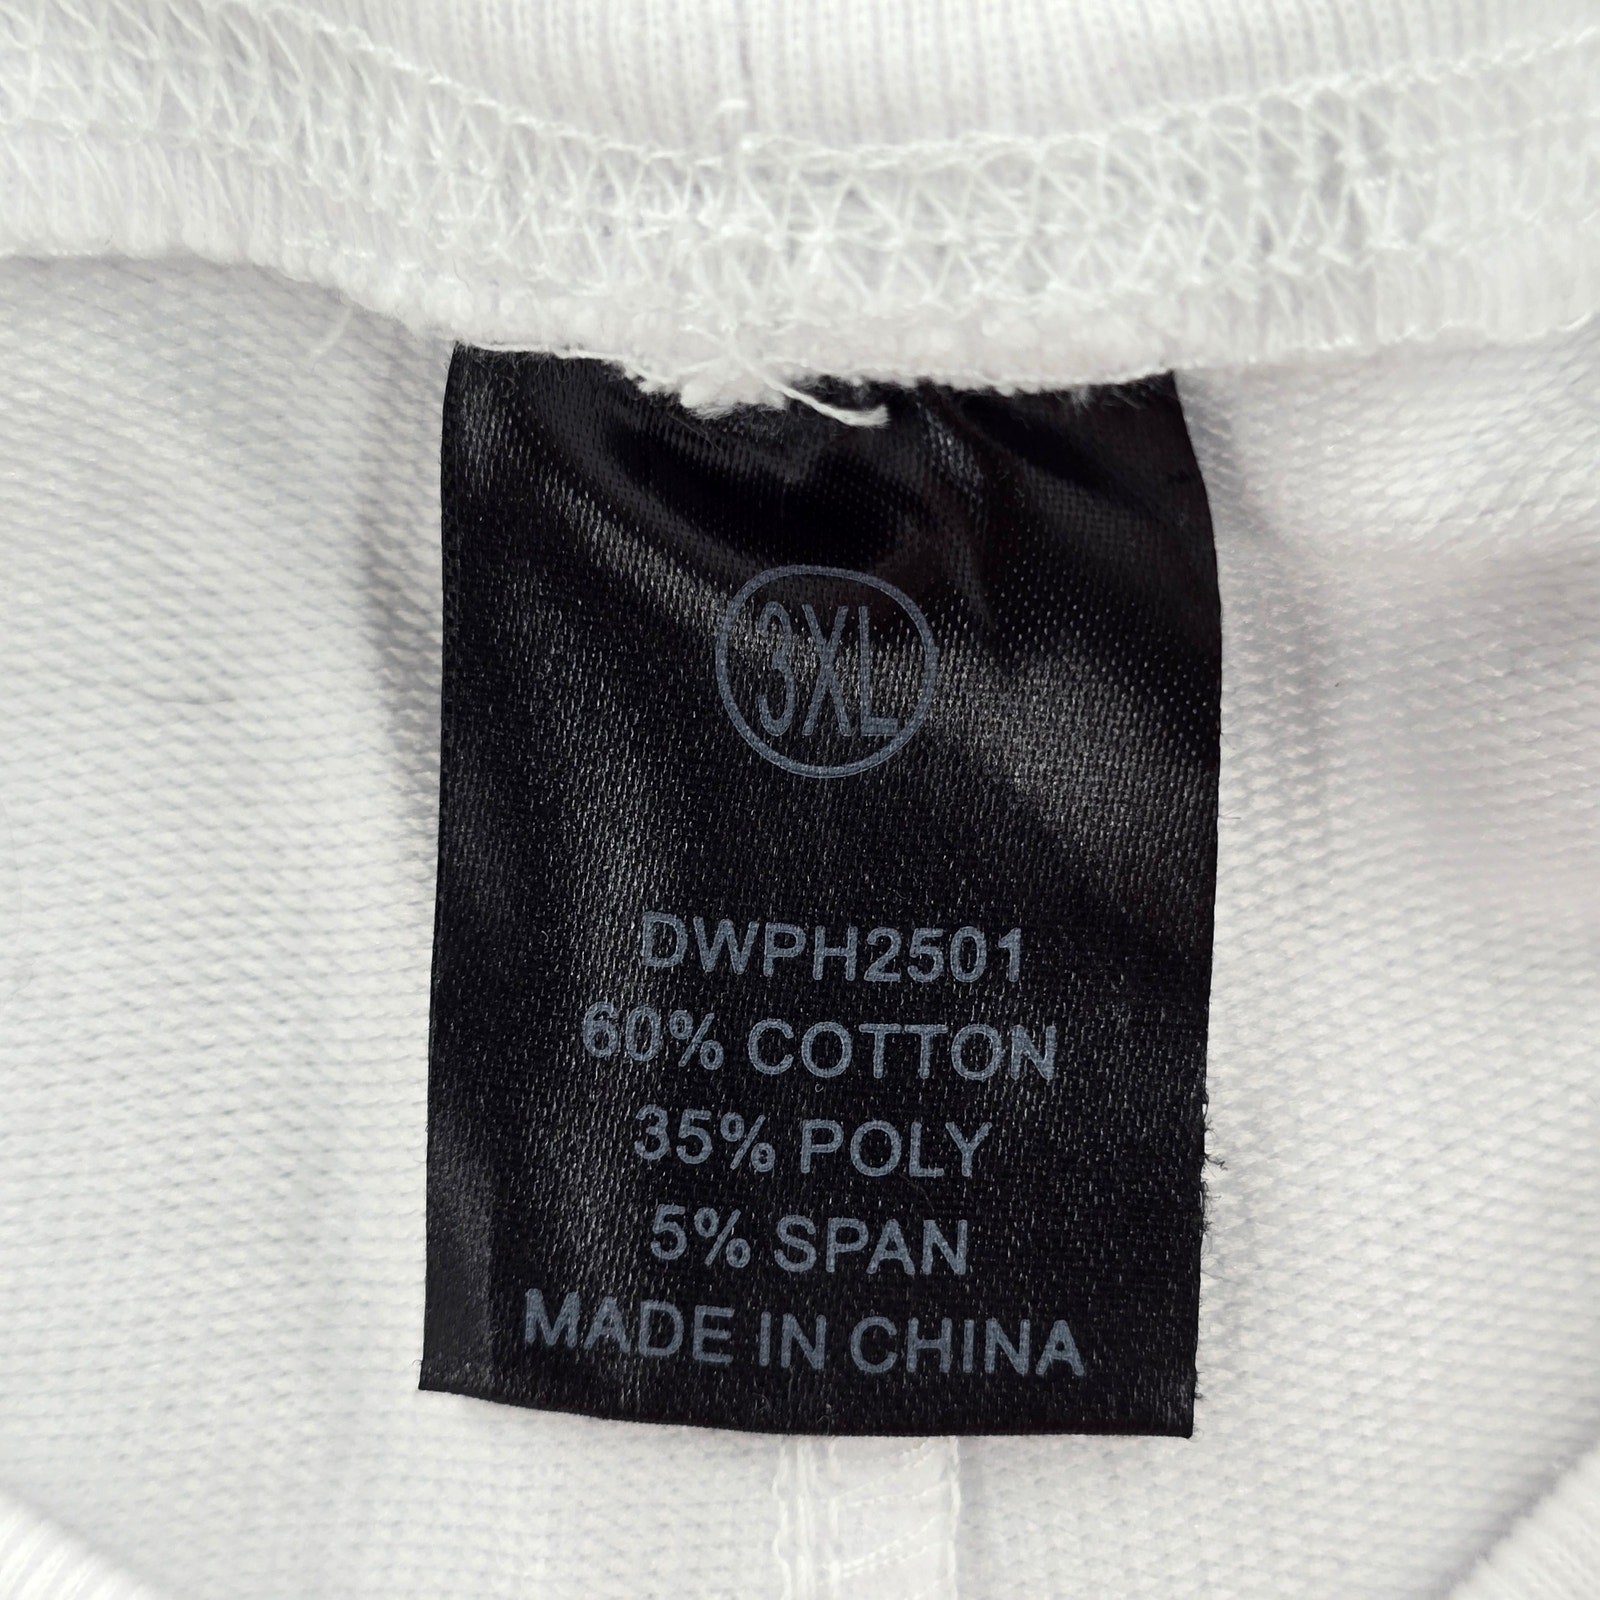 3XL
DWPH2501
60% COTTON
35% POLY
5% SPAN
MADE IN CHINA